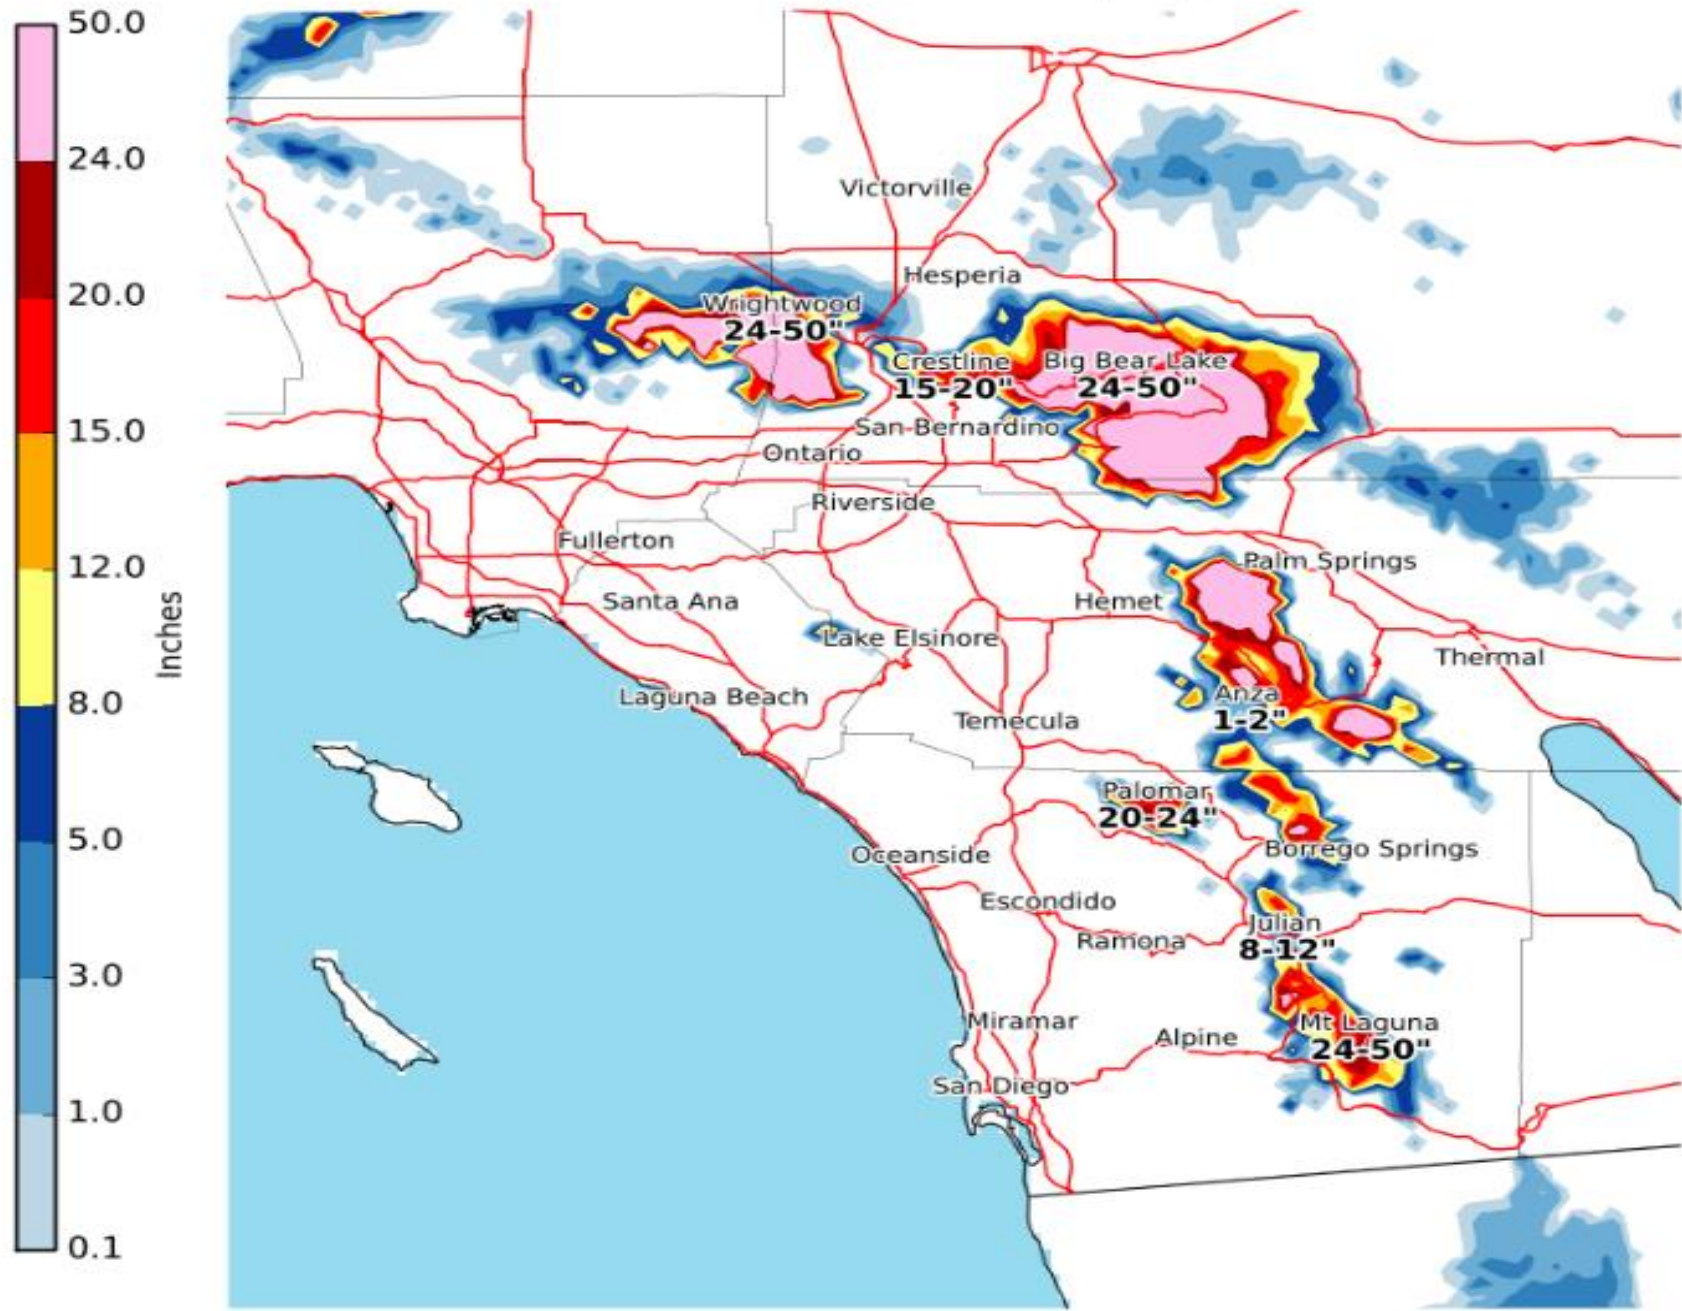 50.0
24.0
20.0
15.0
12.0
8.0
5.0
3.0
1.0
0.1
Inches
Victorville
Hesperia
Wrightwood
24-50"
Crestline
15-20"
Big Bear Lake
24-50"
San Bernardino
Ontario
Riverside
Fullerton
Palm Springs
Santa Ana
Hemet
Lake Elsinore
Thermal
Laguna Beach
Anza
1-2"
Temecula
Palomar
20-24"
Oceanside
Borrego Springs
Escondido
Julian
8-12"
Ramona
Miramar
Mt Laguna
24-50"
Alpine
San Diego